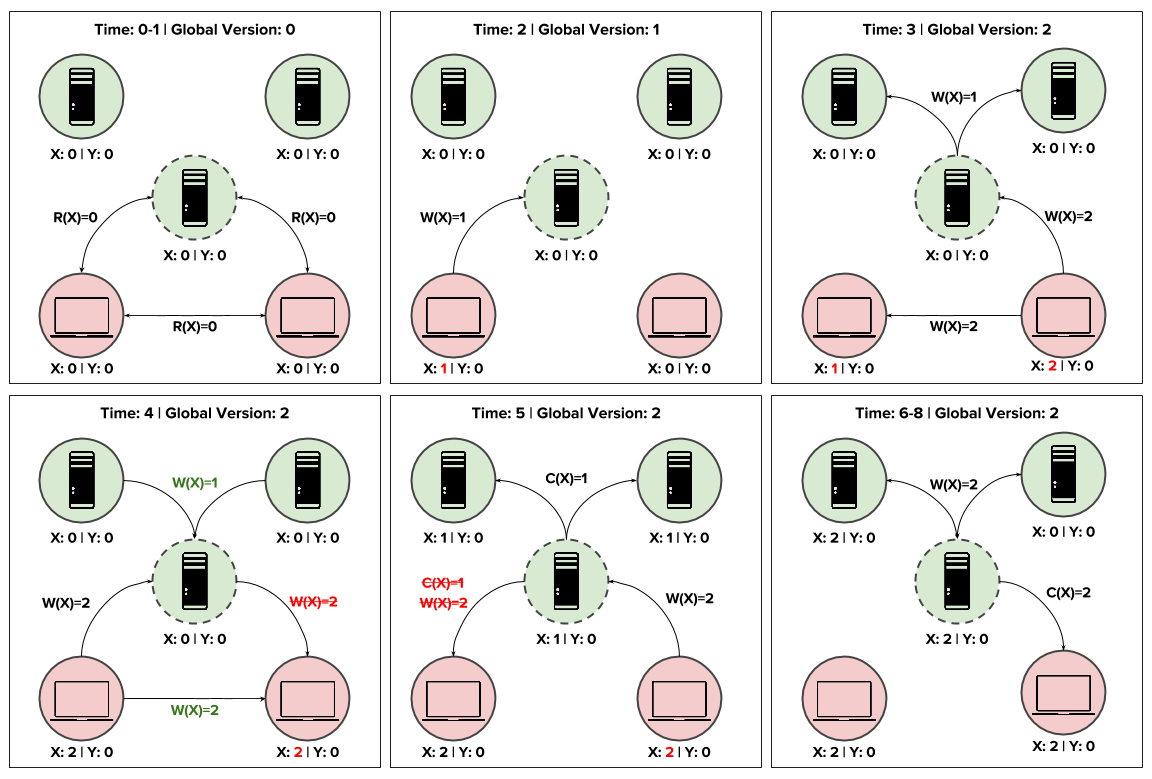 Time: 0-1 | Global Version: 0
X: 0 | Y: 0
X: 0 | Y: 0
R(X)=0
R(X)=0
X: 0 | Y: 0
R(X)=0
X: 0 | Y: 0
X: 0 | Y: 0
Time: 2 | Global Version: 1
X: 0 | Y: 0
X: 0 | Y: 0
W(X)=1
X: 0 | Y: 0
X: 1 | Y: 0
X: 0 | Y: 0
Time: 3 | Global Version: 2
W(X)=1
X: 0 | Y: 0
X: 0 | Y: 0
W(X)=2
X: 0 | Y: 0
W(X)=2
X: 1 | Y: 0
X: 2 | Y: 0
Time: 4 | Global Version: 2
W(X)=1
X: 0 | Y: 0
X: 0 | Y: 0
W(X)=2
W(X)=2
X: 0 | Y: 0
W(X)=2
X: 2 | Y: 0
X: 2 | Y: 0
Time: 5 | Global Version: 2
C(X)=1
X: 1 | Y: 0
X: 1 | Y: 0
C(X)=1
W(X)=2
W(X)=2
X: 1 | Y: 0
X: 2 | Y: 0
X: 2 | Y: 0
Time: 6-8 | Global Version: 2
W(X)=2
X: 2 | Y: 0
X: 0 | Y: 0
C(X)=2
X: 2 | Y: 0
X: 2 | Y: 0
X: 2 | Y: 0